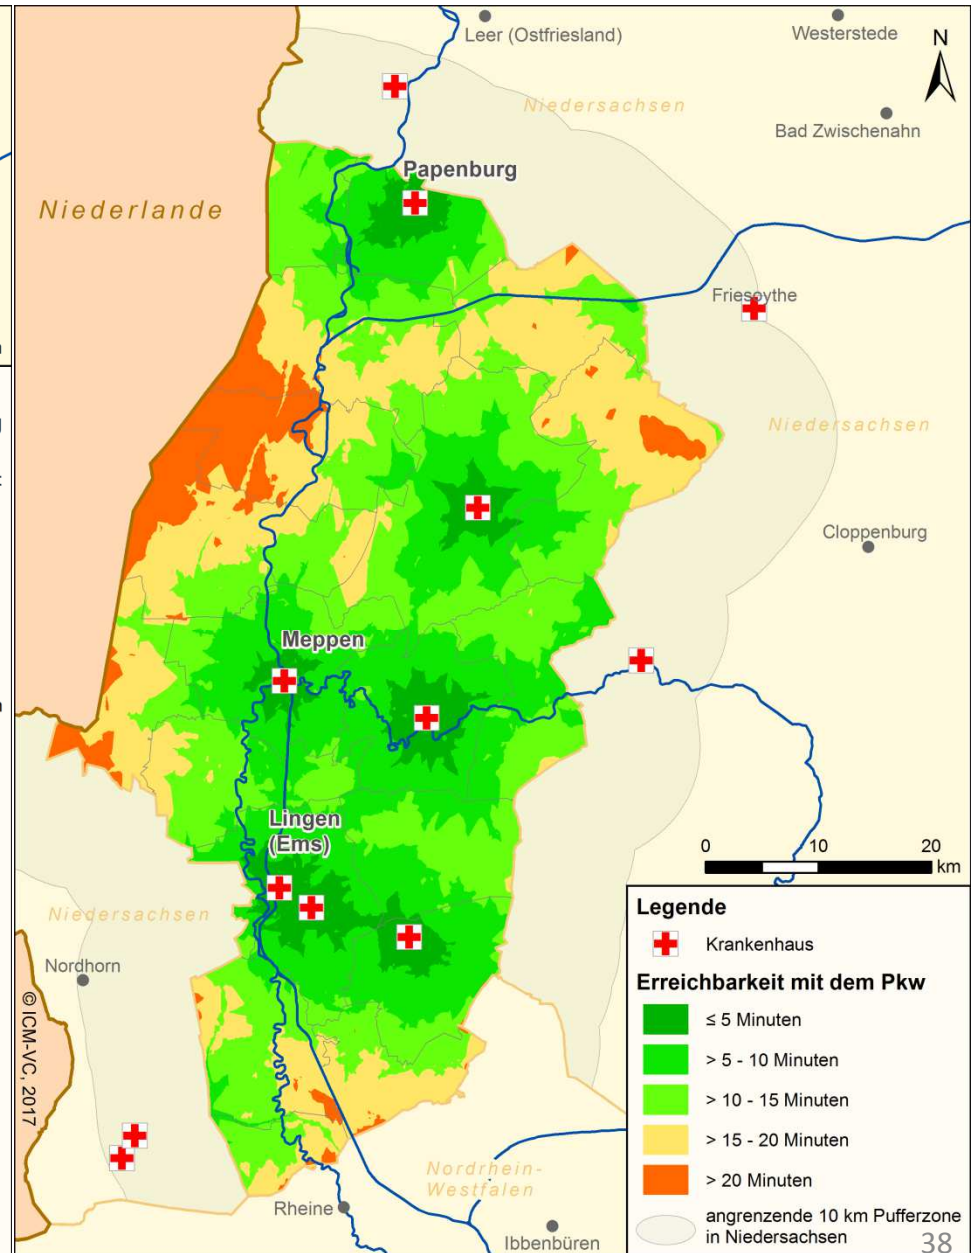 Leer (Ostfriesland)
Westerstede
N
Niedersachsen
Bad Zwischenahn
Papenburg
Niederlande
Friesoythe
Niedersachsen
Cloppenburg
Meppen
Lingen
(Ems)
0 10 20
km
Niedersachsen
Nordhorn
© ICM-VC, 2017
Nordrhein-
Westfalen
Rheine
Ibbenbüren
Legende
Krankenhaus
Erreichbarkeit mit dem Pkw
≤ 5 Minuten
> 5 - 10 Minuten
> 10 - 15 Minuten
> 15 - 20 Minuten
> 20 Minuten
angrenzende 10 km Pufferzone
in Niedersachsen
38